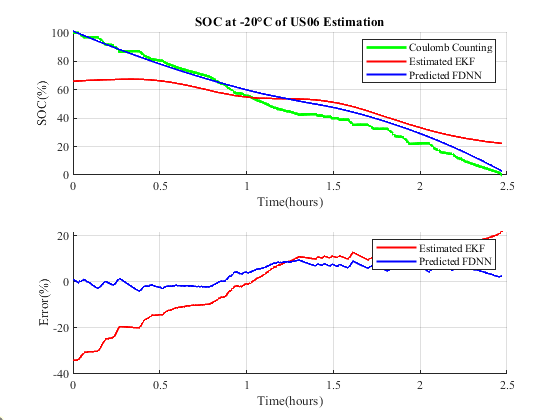 SOC at -20°C of US06 Estimation
SOC(%)
100
80
60
40
20
0
Coulomb Counting
Estimated EKF
Predicted FDNN
0
0.5
1
1.5
2
2.5
Time(hours)
Error(%)
20
0
-20
-40
Estimated EKF
Predicted FDNN
0
0.5
1
1.5
2
2.5
Time(hours)